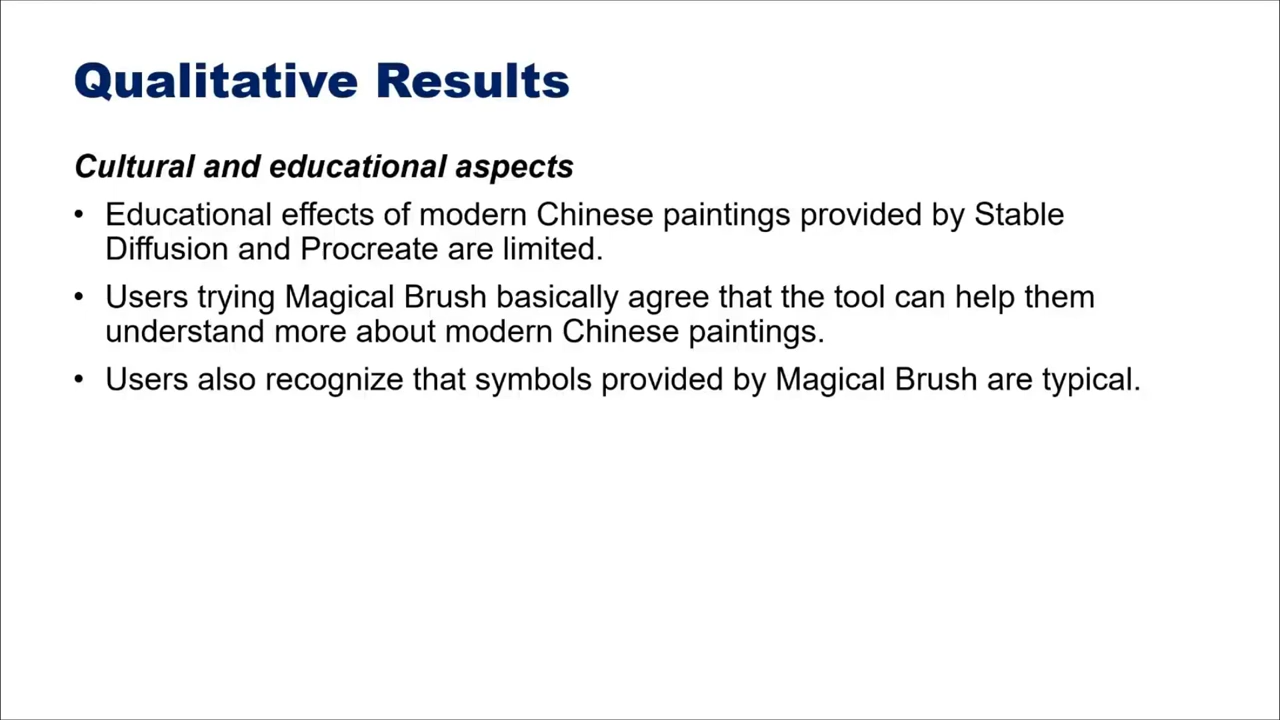 Qualitative Results
Cultural and educational aspects
• Educational effects of modern Chinese paintings provided by Stable
Diffusion and Procreate are limited.
• Users trying Magical Brush basically agree that the tool can help them
understand more about modern Chinese paintings.
• Users also recognize that symbols provided by Magical Brush are typical.